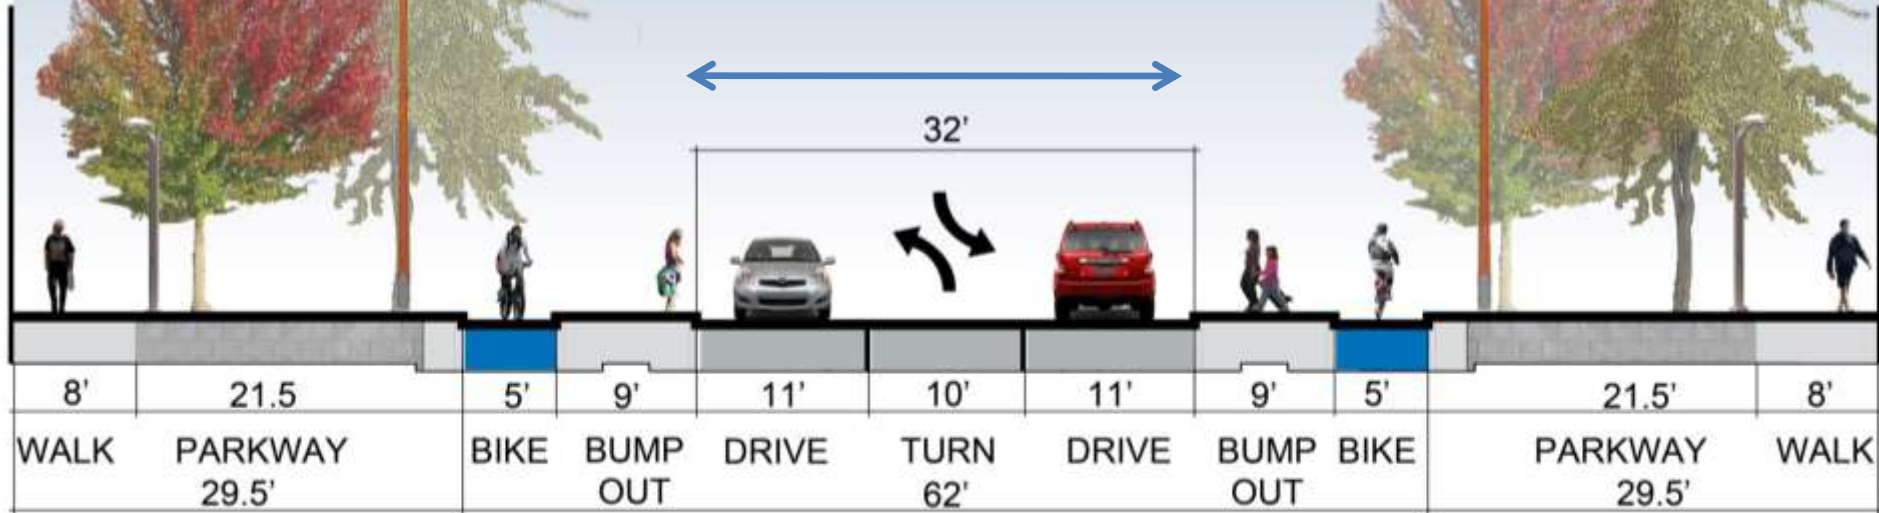 32'
8' 21.5 5' 9' 11' 10' 11' 9' 5' 21.5' 8'
WALK PARKWAY BIKE BUMP DRIVE TURN DRIVE BUMP BIKE PARKWAY WALK
29.5' OUT 62' OUT 29.5'